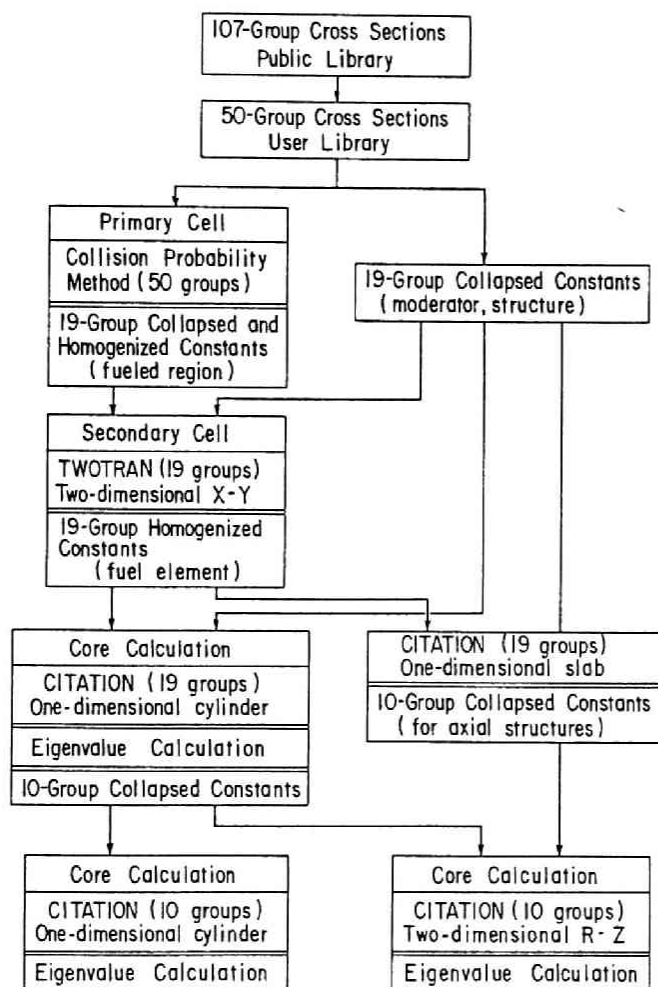 107-Group Cross Sections
Public Library
50-Group Cross Sections
User Library
Primary Cell
Collision Probability
Method (50 groups)
19-Group Collapsed and
Homogenized Constants
(fueled region)
19-Group Collapsed Constants
(moderator, structure)
Secondary Cell
TWOTRAN (19 groups)
Two-dimensional X-Y
19-Group Homogenized
Constants
(fuel element)
Core Calculation
CITATION (19 groups)
One-dimensional cylinder
Eigenvalue Calculation
10-Group Collapsed Constants
CITATION (19 groups)
One-dimensional slab
10-Group Collapsed Constants
(for axial structures)
Core Calculation
CITATION (10 groups)
One-dimensional cylinder
Eigenvalue Calculation
Core Calculation
CITATION (10 groups)
Two-dimensional R-Z
Eigenvalue Calculation